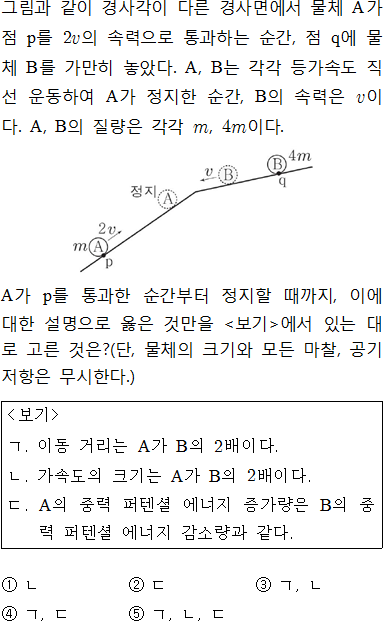 그림과 같이 경사각이 다른 경사면에서 물체 A가
점 p를 2v의 속력으로 통과하는 순간, 점 q에 물
체 B를 가만히 놓았다. A, B는 각각 등가속도 직
선 운동하여 A가 정지한 순간, B의 속력은 v이
다. A, B의 질량은 각각 m, 4m이다.
B 4m
v B q
정지 A
2v
m A p
A가 p를 통과한 순간부터 정지할 때까지, 이에
대한 설명으로 옳은 것만을 <보기>에서 있는 대
로 고른 것은?(단, 물체의 크기와 모든 마찰, 공기
저항은 무시한다.)
<보기>
ㄱ. 이동 거리는 A가 B의 2배이다.
ㄴ. 가속도의 크기는 A가 B의 2배이다.
ㄷ. A의 중력 퍼텐셜 에너지 증가량은 B의 중
력 퍼텐셜 에너지 감소량과 같다.
① ㄴ ② ㄷ ③ ㄱ, ㄴ
④ ㄱ, ㄷ ⑤ ㄱ, ㄴ, ㄷ